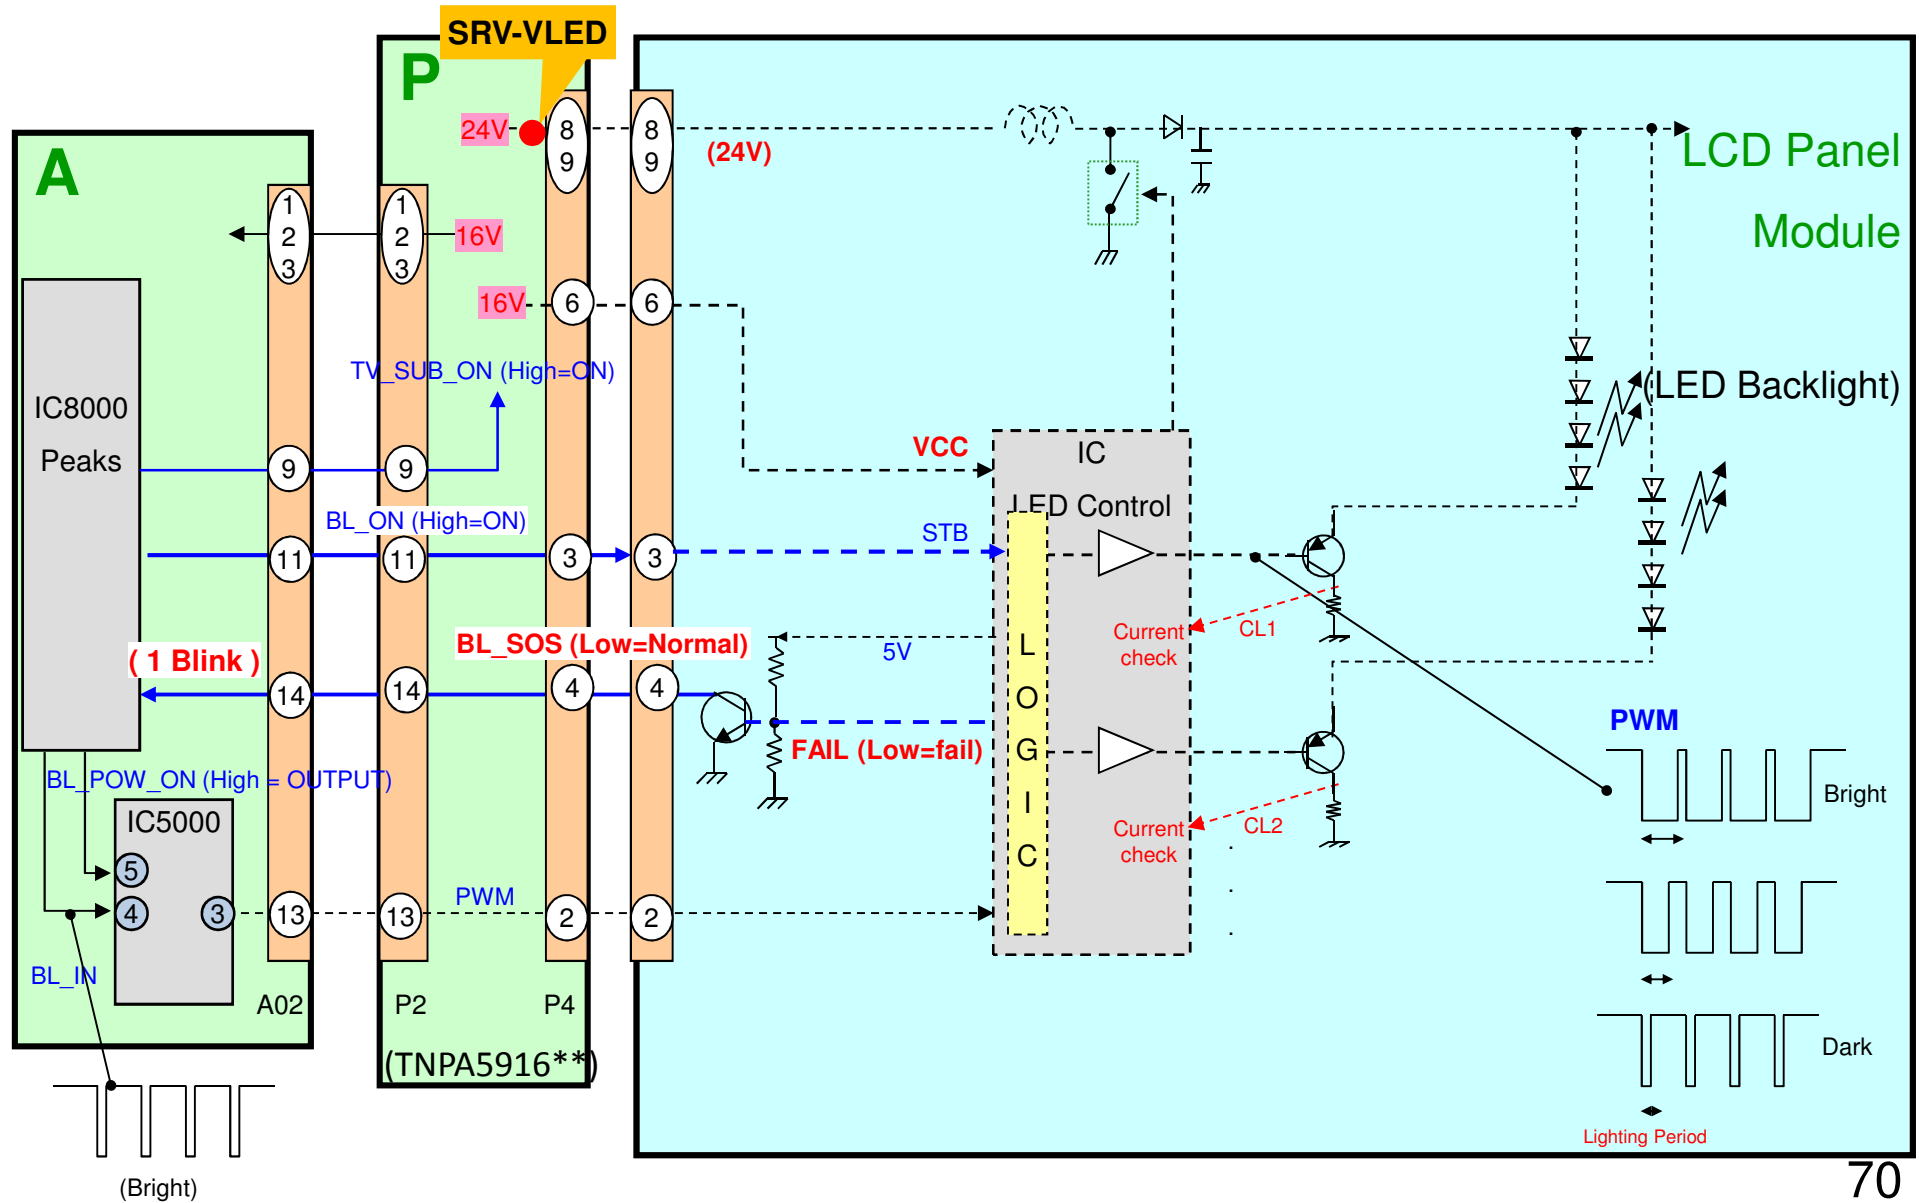 SRV-VLED
P
A
24V
8
9
8
9
(24V)
LCD Panel
Module
1
2
3
1
2
3
16V
16V
6
6
TV_SUB_ON (High=ON)
IC8000
Peaks
(LED Backlight)
VCC
IC
LED Control
9
9
BL_ON (High=ON)
STB
11
11
3
3
( 1 Blink )
BL_SOS (Low=Normal)
5V
L
O
G
I
C
Current
check
CL1
14
14
4
4
FAIL (Low=fail)
PWM
BL_POW_ON (High = OUTPUT)
Bright
IC5000
Current
check
CL2
5
4
3
13
13
PWM
2
2
BL_IN
A02
P2
P4
(TNPA5916**)
Dark
Lighting Period
(Bright)
70